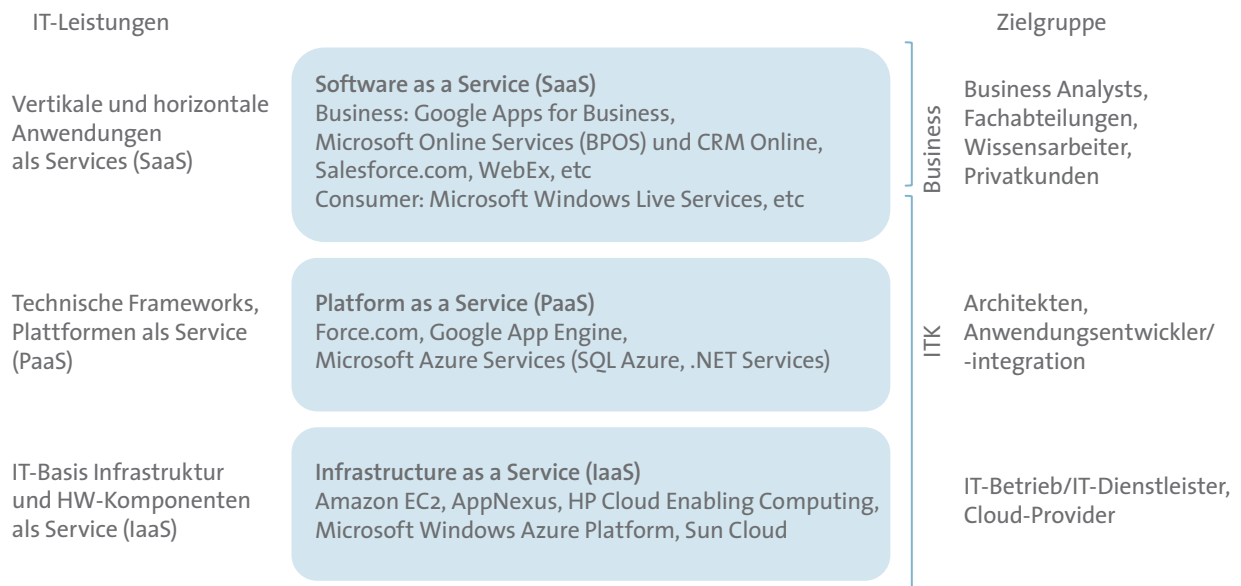 IT-Leistungen
Zielgruppe
Vertikale und horizontale
Anwendungen
als Services (SaaS)
Software as a Service (SaaS)
Business: Google Apps for Business,
Microsoft Online Services (BPOS) und CRM Online,
Salesforce.com, WebEx, etc
Consumer: Microsoft Windows Live Services, etc
Business
Business Analysts,
Fachabteilungen,
Wissensarbeiter,
Privatkunden
Technische Frameworks,
Plattformen als Service
(PaaS)
Platform as a Service (PaaS)
Force.com, Google App Engine,
Microsoft Azure Services (SQL Azure, .NET Services)
ITK
Architekten,
Anwendungsentwickler/
-integration
IT-Basis Infrastruktur
und HW-Komponenten
als Service (IaaS)
Infrastructure as a Service (IaaS)
Amazon EC2, AppNexus, HP Cloud Enabling Computing,
Microsoft Windows Azure Platform, Sun Cloud
IT-Betrieb/IT-Dienstleister,
Cloud-Provider